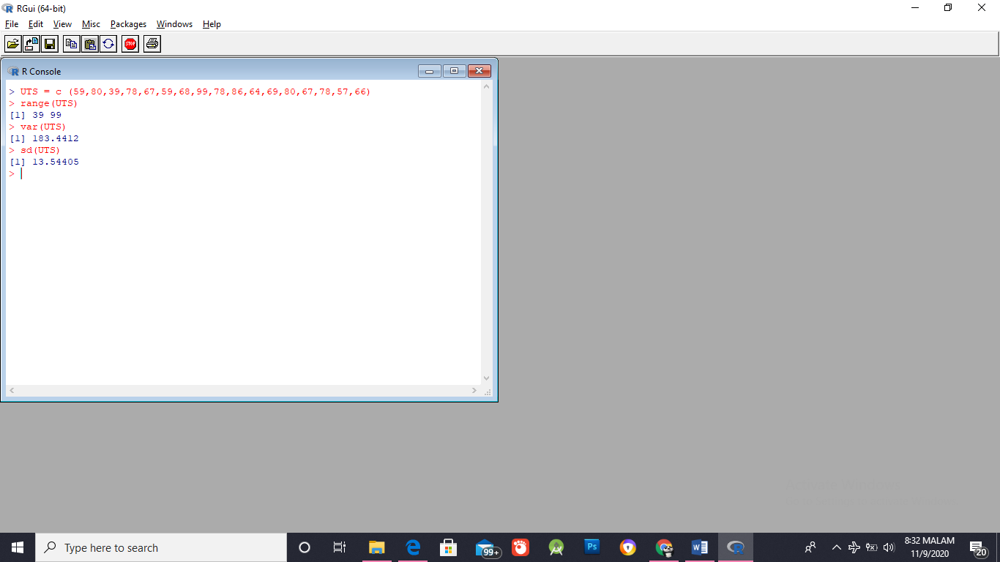 RGui (64-bit)
File Edit View Misc Packages Windows Help
STOP
R Console
> UTS = c (59,80,39,78,67,59,68,99,78,86,64,69,80,67,78,57,66)
> range(UTS)
[1] 39 99
> var(UTS)
[1] 183.4412
> sd(UTS)
[1] 13.54405
>
Type here to search
99+
Ps
8:32 MALAM
11/9/2020
20